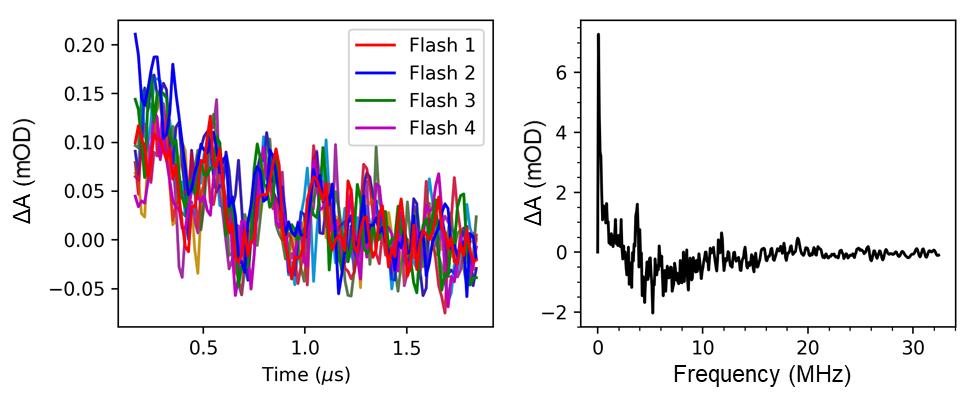 ΔA (mOD)
0.20
0.15
0.10
0.05
0.00
−0.05
Flash 1
Flash 2
Flash 3
Flash 4
0.5 1.0 1.5
Time (μs)
ΔA (mOD)
6
4
2
0
−2
0 10 20 30
Frequency (MHz)